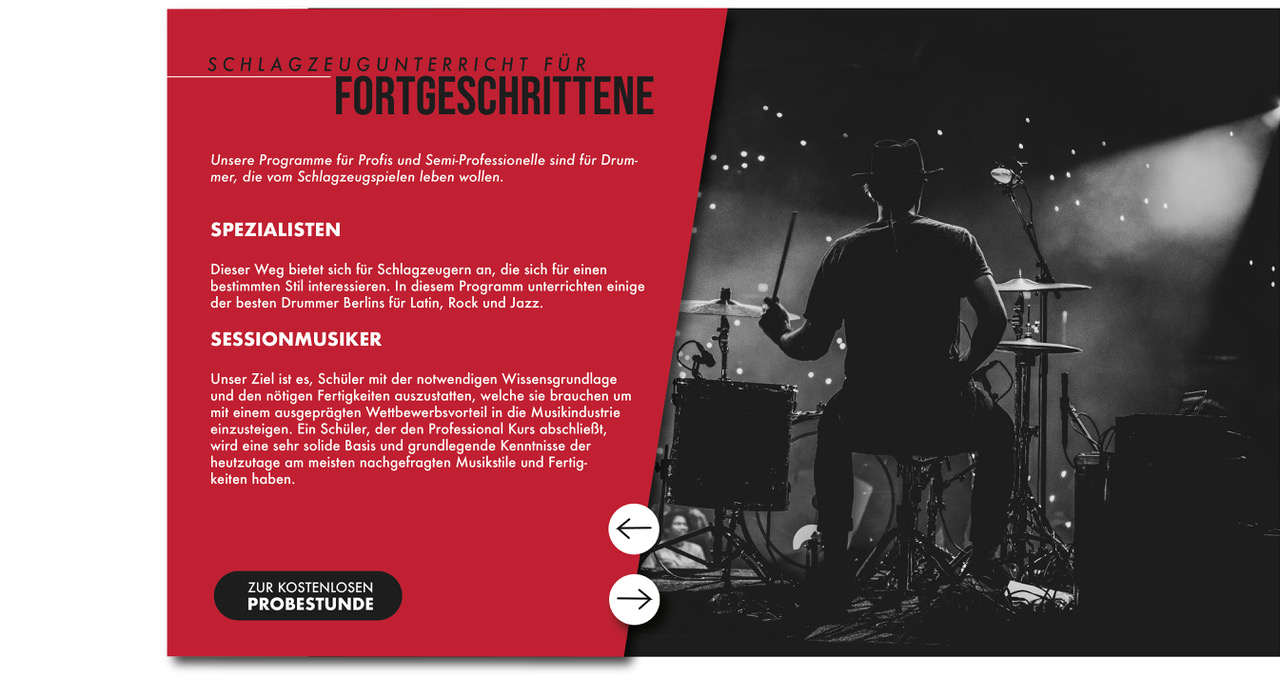 SCHLAGZEUGUNTERRICHT FÜR
FORTGESCHRITTENE
Unsere Programme für Profis und Semi-Professionelle sind für Drum-
mer, die vom Schlagzeugspielen leben wollen.
SPEZIALISTEN
Dieser Weg bietet sich für Schlagzeugern an, die sich für einen
bestimmten Stil interessieren. In diesem Programm unterrichten einige
der besten Drummer Berlins für Latin, Rock und Jazz.
SESSIONMUSIKER
Unser Ziel ist es, Schüler mit der notwendigen Wissensgrundlage
und den nötigen Fertigkeiten auszustatten, welche sie brauchen um
mit einem ausgeprägten Wettbewerbsvorteil in die Musikindustrie
einzusteigen. Ein Schüler, der den Professional Kurs abschließt,
wird eine sehr solide Basis und grundlegende Kenntnisse der
heutzutage am meisten nachgefragten Musikstile und Fertig-
keiten haben.
ZUR KOSTENLOSEN
PROBESTUNDE